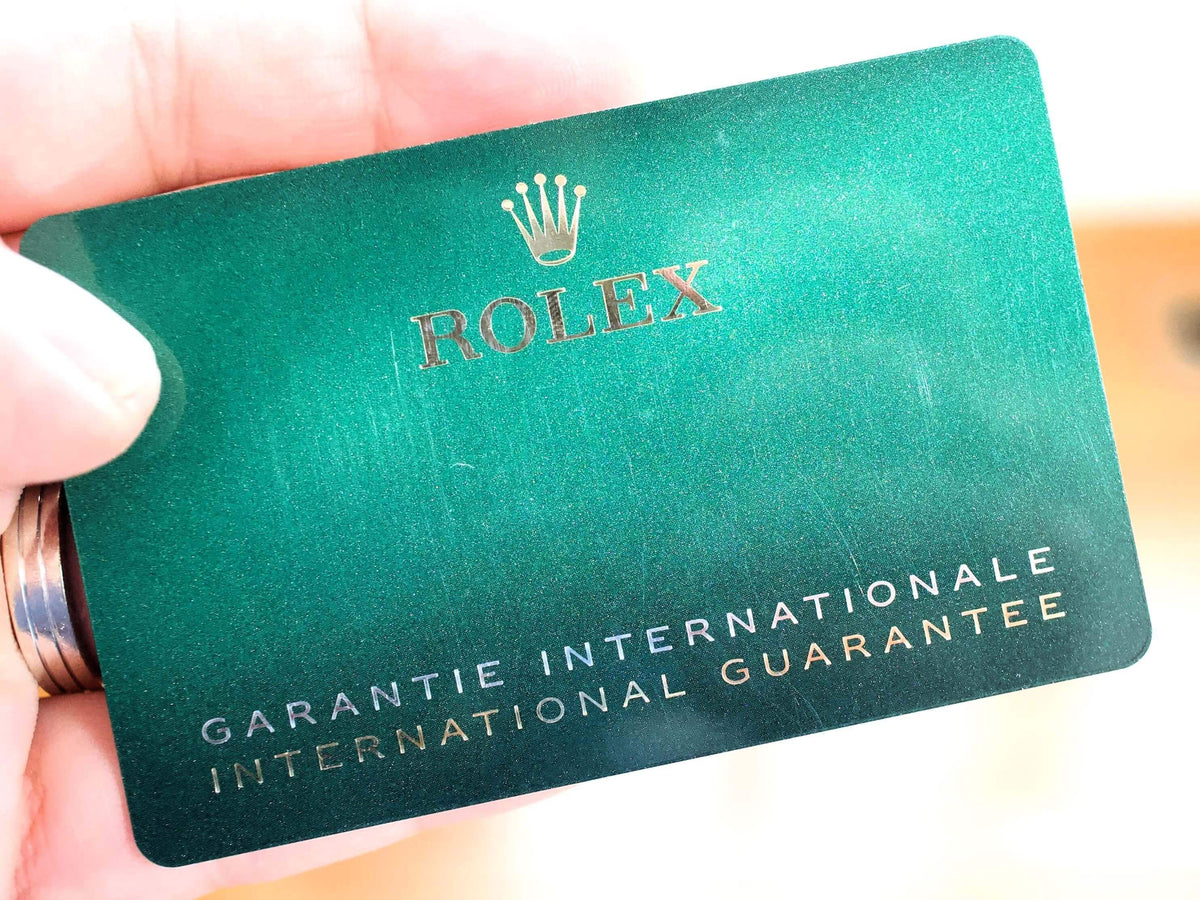 ROLEX
GARANTIE INTERNATIONALE
INTERNATIONAL GUARANTEE